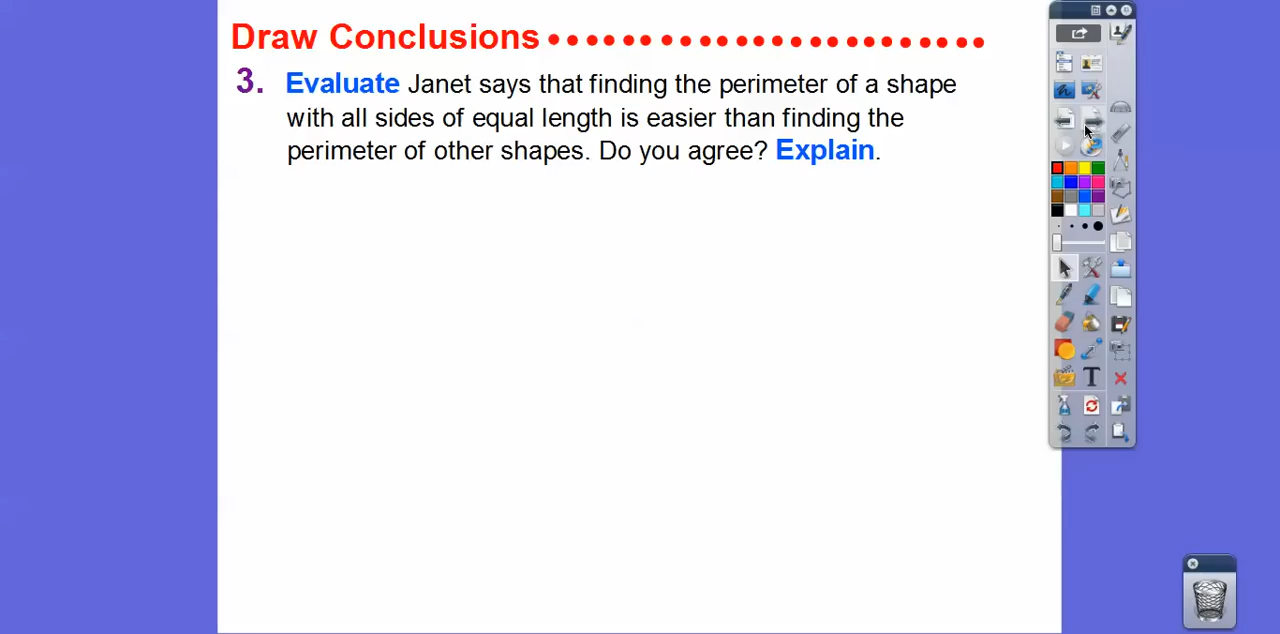 Draw Conclusions
3. Evaluate Janet says that finding the perimeter of a shape
with all sides of equal length is easier than finding the
perimeter of other shapes. Do you agree? Explain.